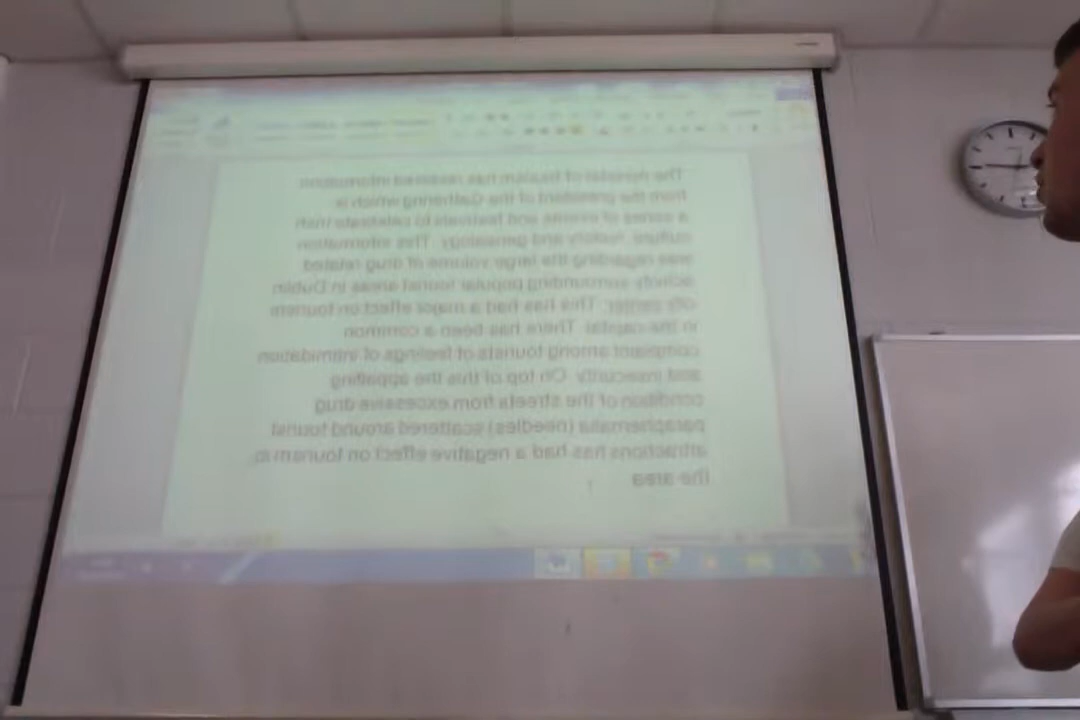 The minister of tourism has received information
from the president of the Gathering which is
a series of events and festivals to celebrate Irish
culture, history and genealogy. This information
was regarding the large volume of drug related
activity surrounding popular tourist areas in Dublin
city center. This has had a major effect on tourism
in the capital. There has been a common
complaint among tourists of feelings of intimidation
and insecurity. On top of this the appalling
condition of the streets from excessive drug
paraphernalia (needles) scattered around tourist
attractions has had a negative effect on tourism in
the area